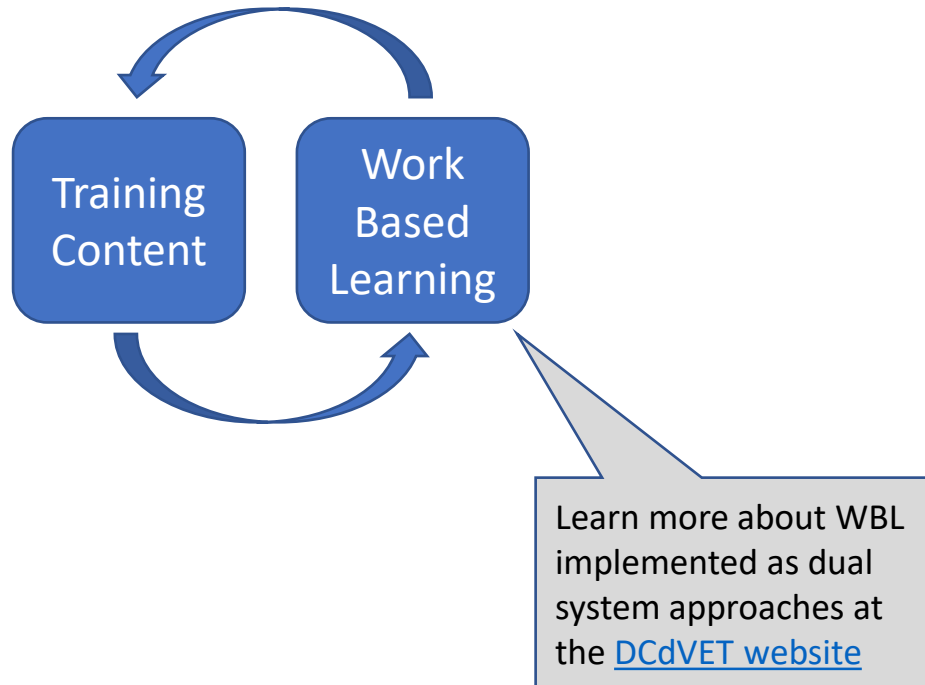 Training
Content
Work
Based
Learning
Learn more about WBL
implemented as dual
system approaches at
the DCdVET website